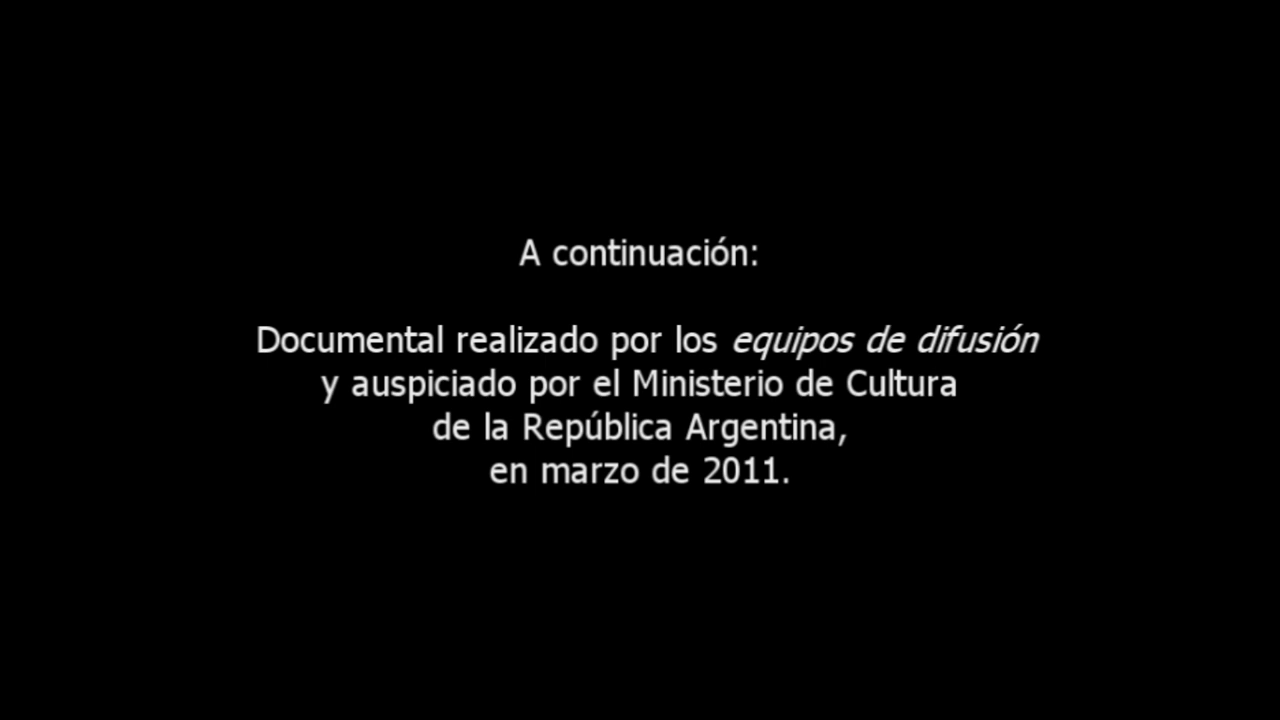 A continuación:
Documental realizado por los equipos de difusión
y auspiciado por el Ministerio de Cultura
de la República Argentina,
en marzo de 2011.